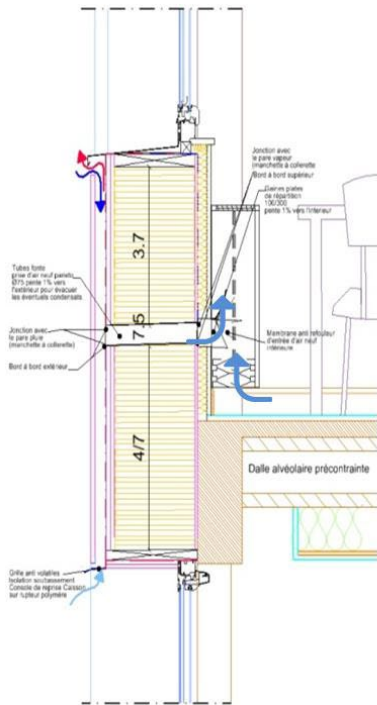 Jonction avec
le pare vapeur
(manchette à collerette)
Bord à bord supérieur
Gaines plates
de répartition
100/300
pente 1% vers l'interieur
3.7
Tubes fonte
prise d'air neuf parietx
Ø75 pente 1% vers
l'extérieur pour évacuer
les éventuels condensats
7.5
Jonction avec
le pare pluie
(manchette à collerette)
Membrane anti refouleur
d'entrée d'air neuf
intérieure
Bord à bord extérieur
4/7
Dalle alvéolaire précontrainte
Grille anti volatiles
Isolation soubassement
Console de reprise Caisson
sur rupteur polymère